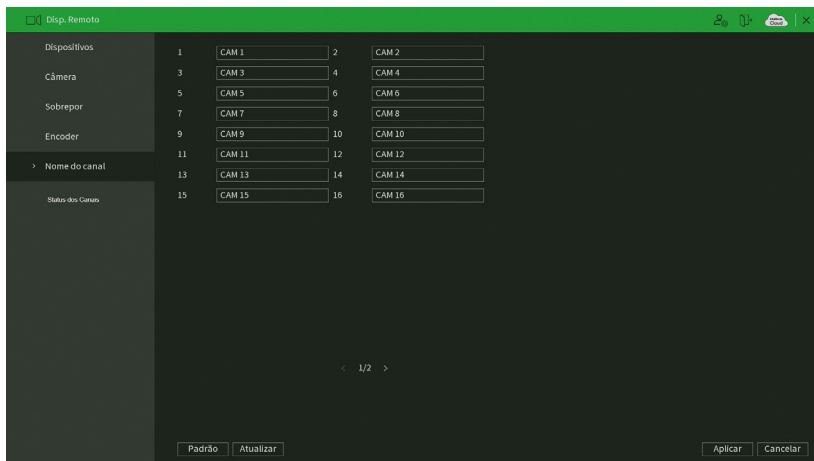 Disp. Remoto
Cloud
Dispositivos
Câmera
Sobrepor
Encoder
Nome do canal
Status dos Canais
1 CAM 1 2 CAM 2
3 CAM 3 4 CAM 4
5 CAM 5 6 CAM 6
7 CAM 7 8 CAM 8
9 CAM 9 10 CAM 10
11 CAM 11 12 CAM 12
13 CAM 13 14 CAM 14
15 CAM 15 16 CAM 16
< 1/2 >
Padrão Atualizar Aplicar Cancelar